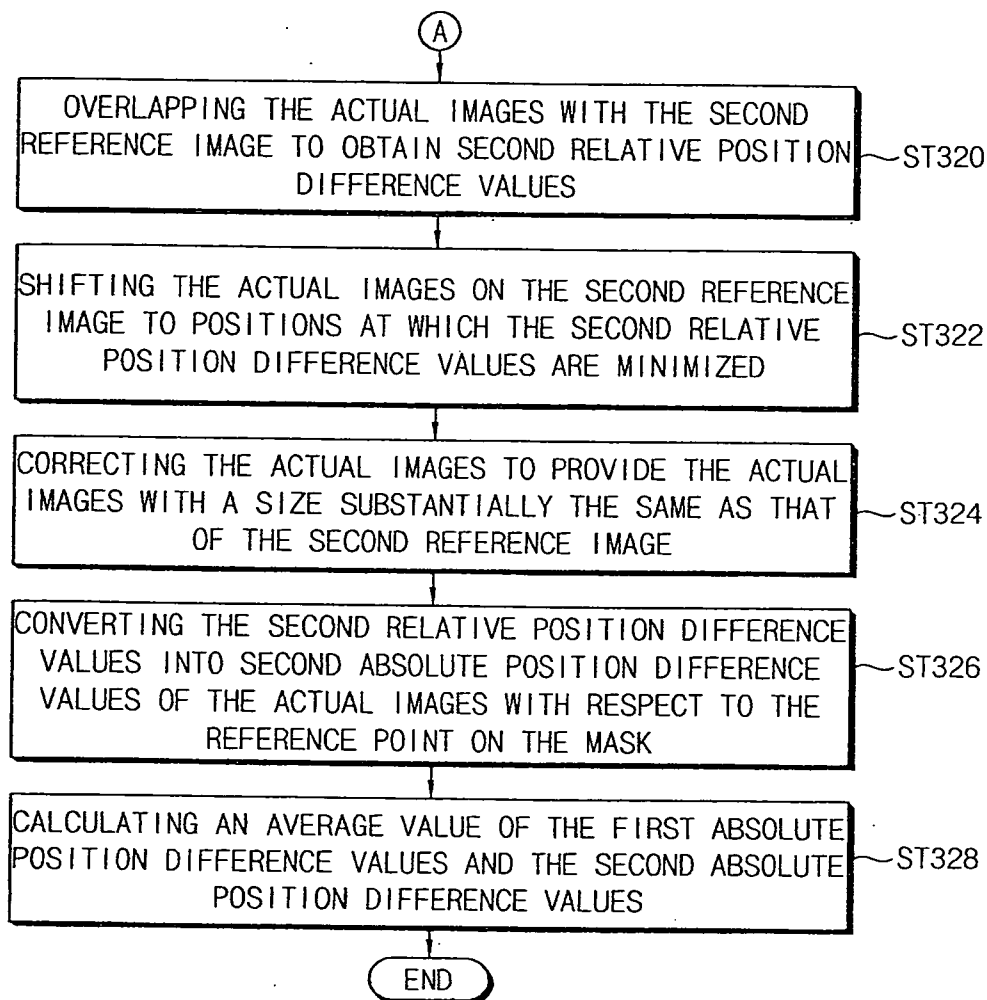 A
OVERLAPPING THE ACTUAL IMAGES WITH THE SECOND
REFERENCE IMAGE TO OBTAIN SECOND RELATIVE POSITION
DIFFERENCE VALUES
ST320
SHIFTING THE ACTUAL IMAGES ON THE SECOND REFERENCE
IMAGE TO POSITIONS AT WHICH THE SECOND RELATIVE
POSITION DIFFERENCE VALUES ARE MINIMIZED
ST322
CORRECTING THE ACTUAL IMAGES TO PROVIDE THE ACTUAL
IMAGES WITH A SIZE SUBSTANTIALLY THE SAME AS THAT
OF THE SECOND REFERENCE IMAGE
ST324
CONVERTING THE SECOND RELATIVE POSITION DIFFERENCE
VALUES INTO SECOND ABSOLUTE POSITION DIFFERENCE
VALUES OF THE ACTUAL IMAGES WITH RESPECT TO THE
REFERENCE POINT ON THE MASK
ST326
CALCULATING AN AVERAGE VALUE OF THE FIRST ABSOLUTE
POSITION DIFFERENCE VALUES AND THE SECOND ABSOLUTE
POSITION DIFFERENCE VALUES
ST328
END